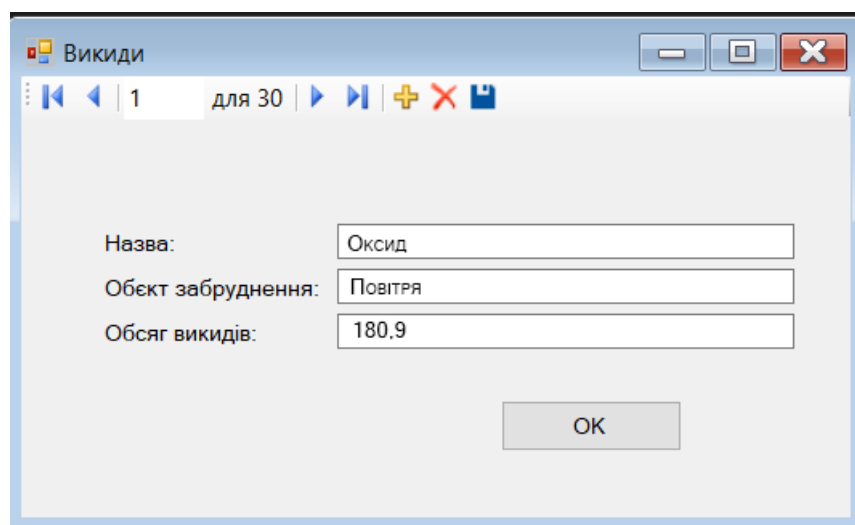 Викиди
1 для 30
Назва: Оксид
Обєкт забруднення: Повітря
Обсяг викидів: 180,9
OK